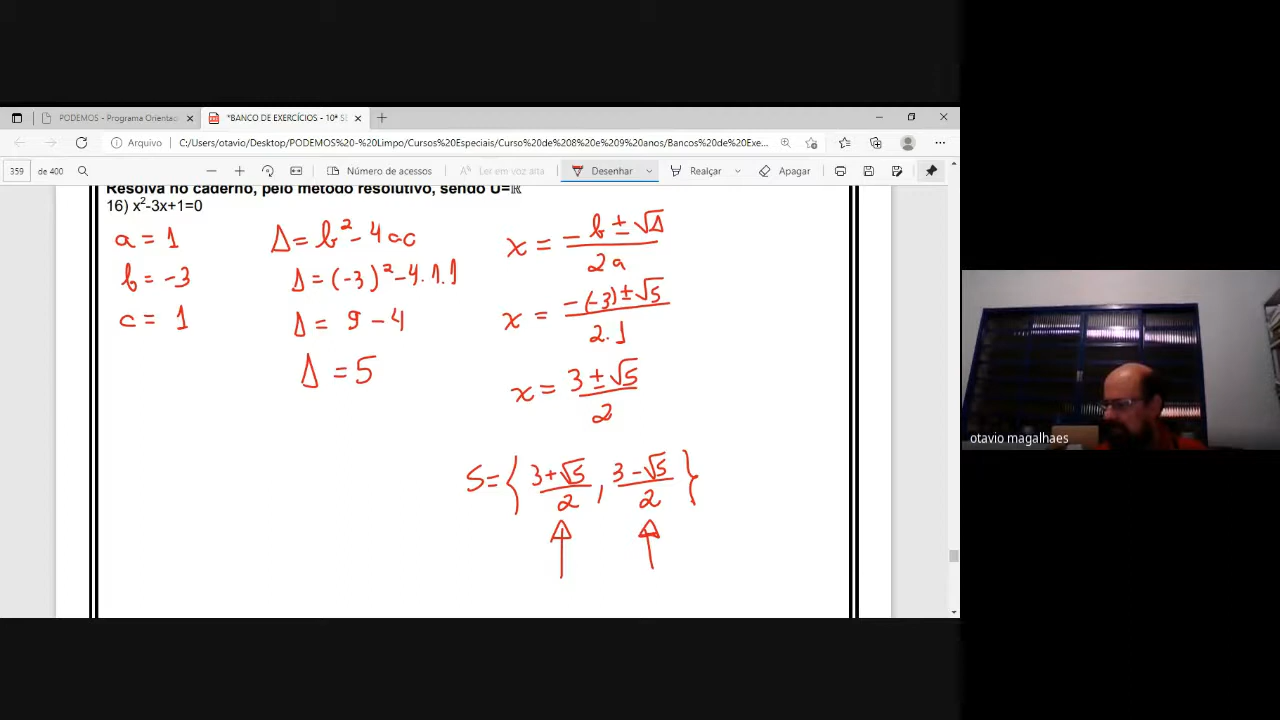 PODEMOS - Programa Orientac
*BANCO DE EXERCÍCIOS - 10ª SÉ
Arquivo
C:/Users/otavio/Desktop/PODEMOS%20-%20Limpo/Cursos%20Especiais/Curso%20de%208%20e%209%20anos/Bancos%20de%20Exe...
359 de 400
Número de acessos
Ler em voz alta
Desenhar
Realçar
Apagar
Resolva no caderno, pelo método resolutivo, sendo U=ℝ
16) x²-3x+1=0
a = 1
b = -3
c = 1
Δ = b² - 4ac
Δ = (-3)² - 4.1.1
Δ = 9 - 4
Δ = 5
x = (-b ± √Δ)/2a
x = (-(-3) ± √5)/2.1
x = (3 ± √5)/2
S = {(3+√5)/2, (3-√5)/2}
otavio magalhaes